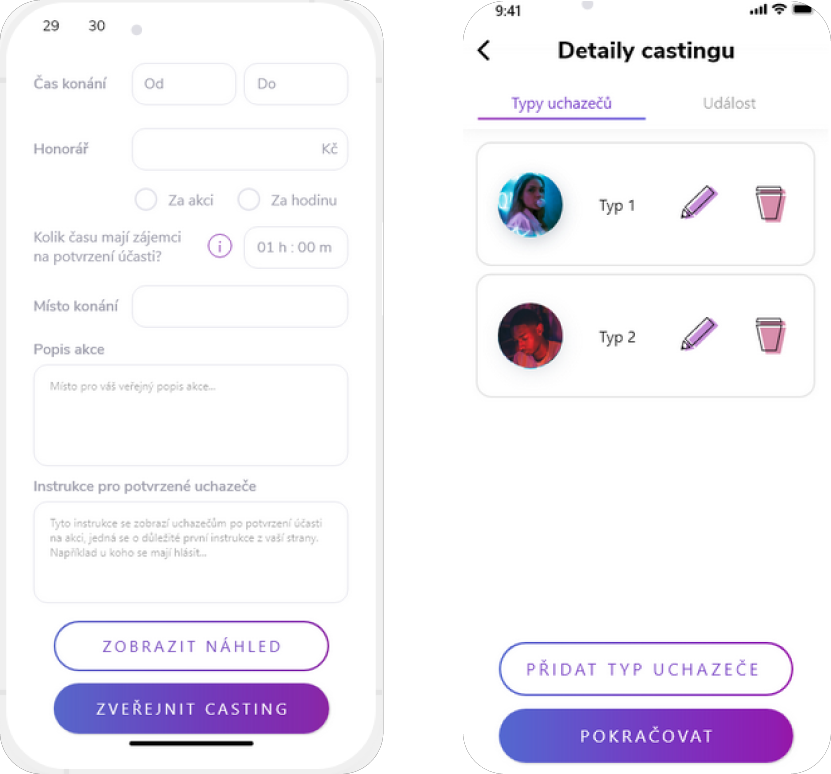 29 30
Čas konání Od Do
Honorář Kč
Za akci Za hodinu
Kolik času mají zájemci
na potvrzení účasti? i 01 h : 00 m
Místo konání
Popis akce
Místo pro váš veřejný popis akce...
Instrukce pro potvrzené uchazeče
Tyto instrukce se zobrazí uchazečům po potvrzení účasti
na akci, jedná se o důležité první instrukce z vaší strany.
Například u koho se mají hlásit...
ZOBRAZIT NÁHLED
ZVEŘEJNIT CASTING
9:41
Detaily castingu
Typy uchazečů Událost
Typ 1
Typ 2
PŘIDAT TYP UCHAZEČE
POKRAČOVAT